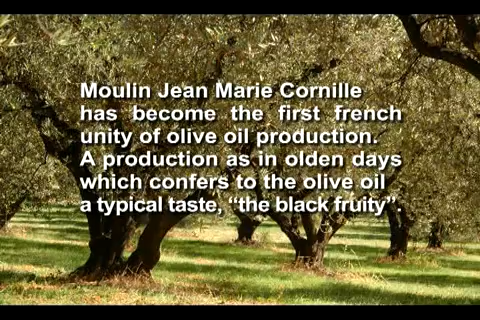 Moulin Jean Marie Cornille
has become the first french
unity of olive oil production.
A production as in olden days
which confers to the olive oil
a typical taste, “the black fruity”.